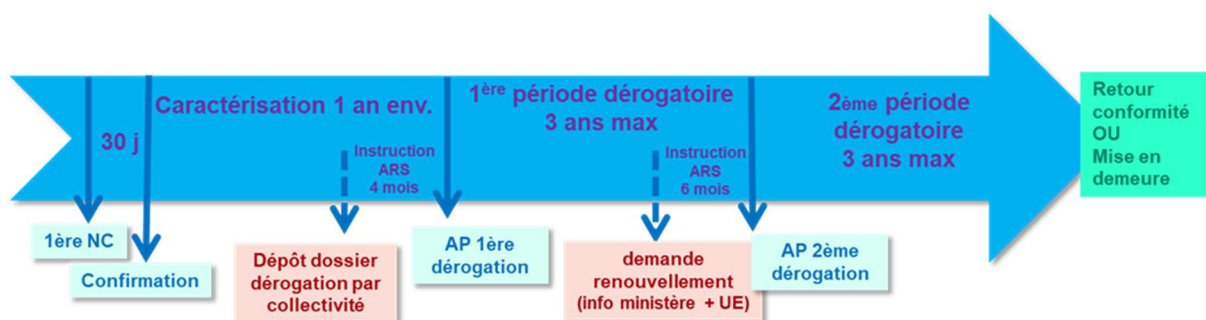 30 j
Caractérisation 1 an env.
1ère période dérogatoire
3 ans max
2ème période
dérogatoire
3 ans max
Retour
conformité
OU
Mise en
demeure
Instruction
ARS
4 mois
Instruction
ARS
6 mois
1ère NC
Confirmation
Dépôt dossier
dérogation par
collectivité
AP 1ère
dérogation
demande
renouvellement
(info ministère + UE)
AP 2ème
dérogation